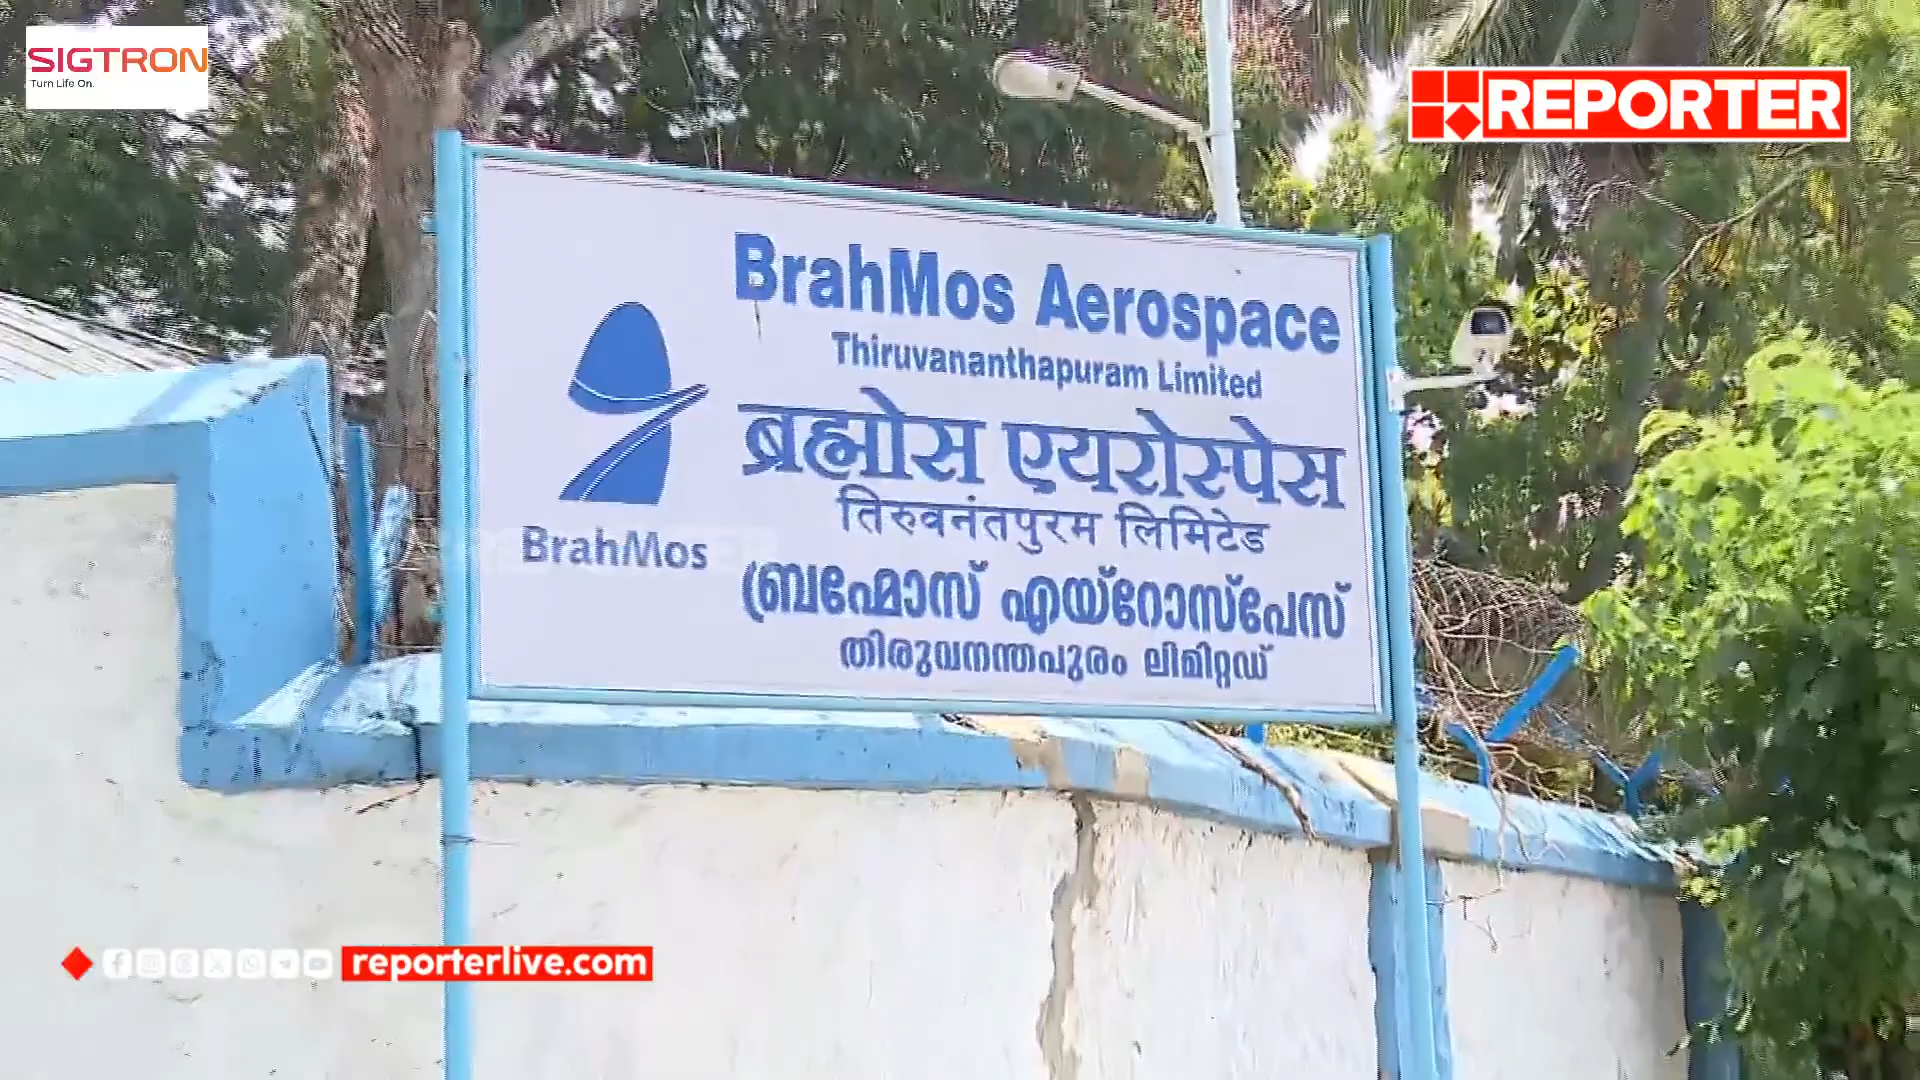 SIGTRON
Turn Life On.
REPORTER
BrahMos Aerospace
Thiruvananthapuram Limited
ब्रह्मोस एयरोस्पेस
तिरुवनंतपुरम लिमिटेड
BrahMos
ബ്രഹ്മോസ് എയ്റോസ്പേസ്
തിരുവനന്തപുരം ലിമിറ്റഡ്
reporterlive.com